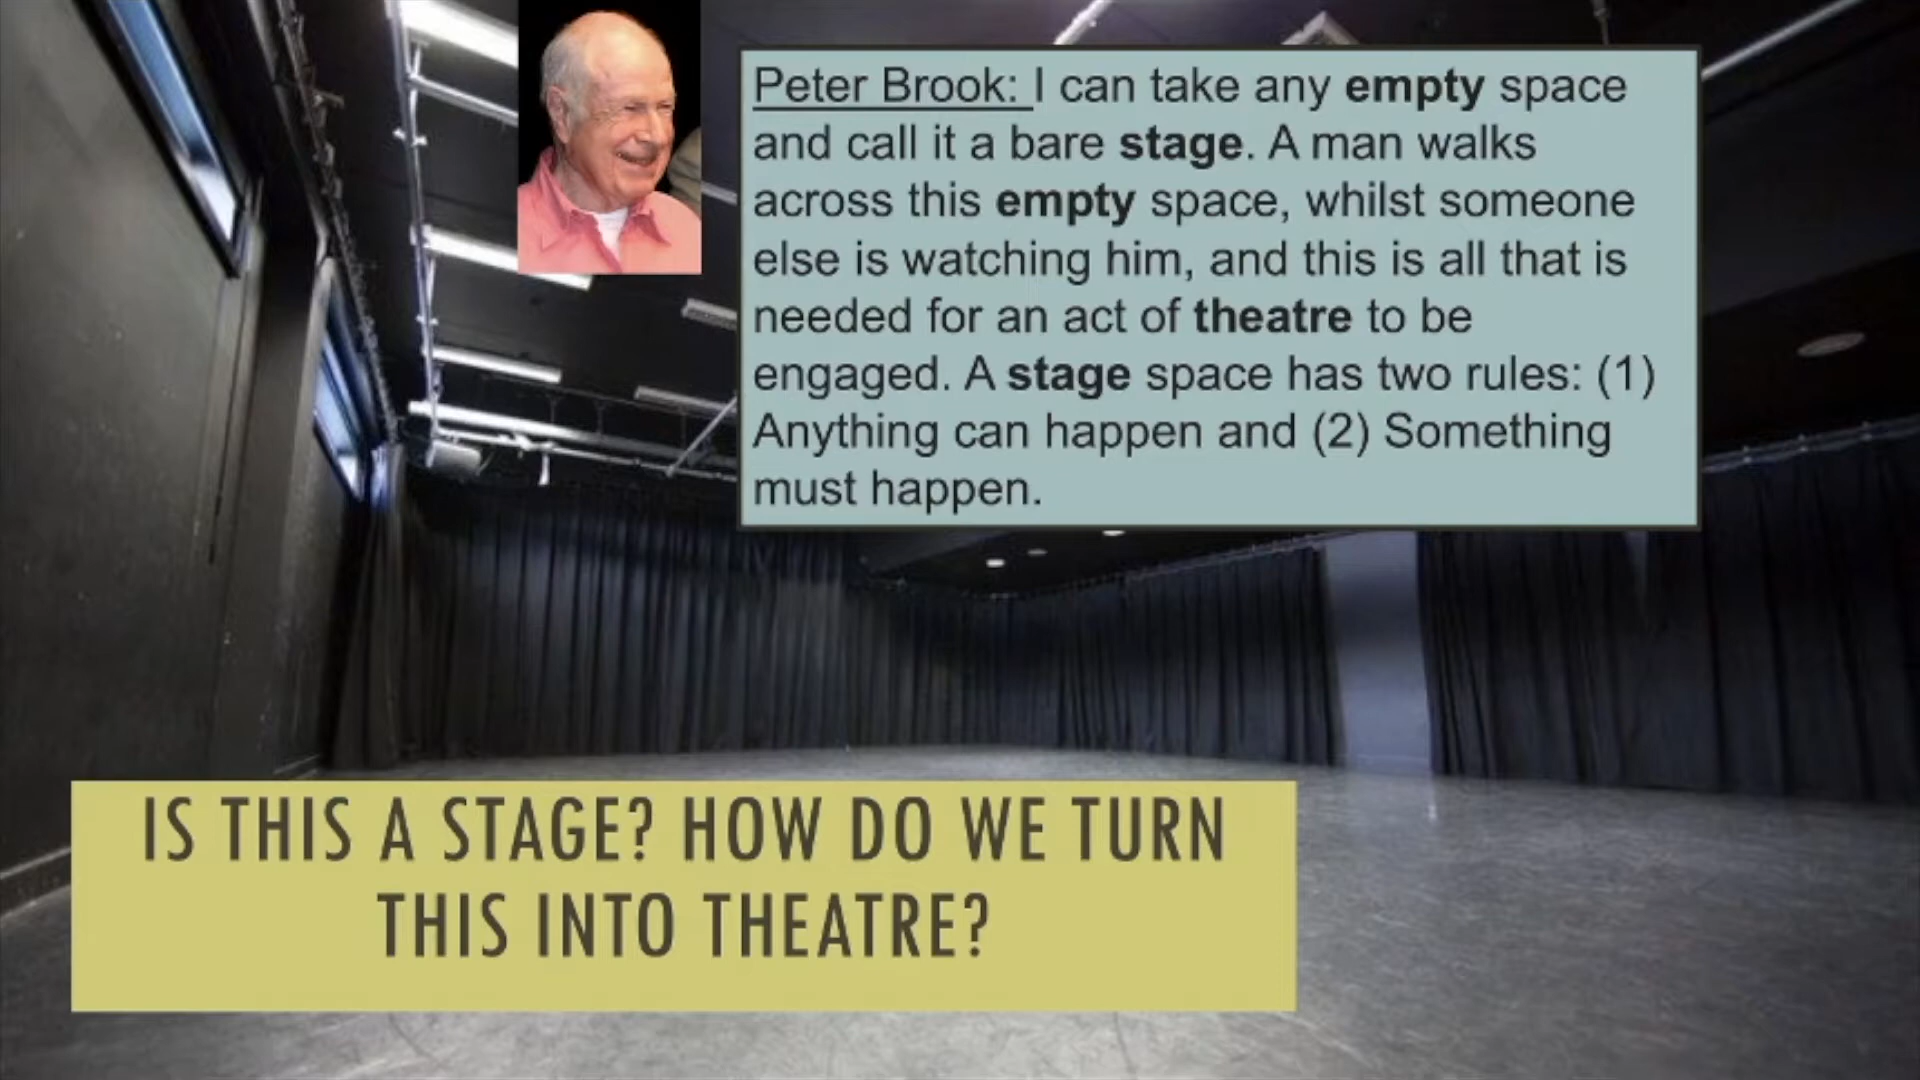 Peter Brook: I can take any empty space
and call it a bare stage. A man walks
across this empty space, whilst someone
else is watching him, and this is all that is
needed for an act of theatre to be
engaged. A stage space has two rules: (1)
Anything can happen and (2) Something
must happen.
IS THIS A STAGE? HOW DO WE TURN
THIS INTO THEATRE?